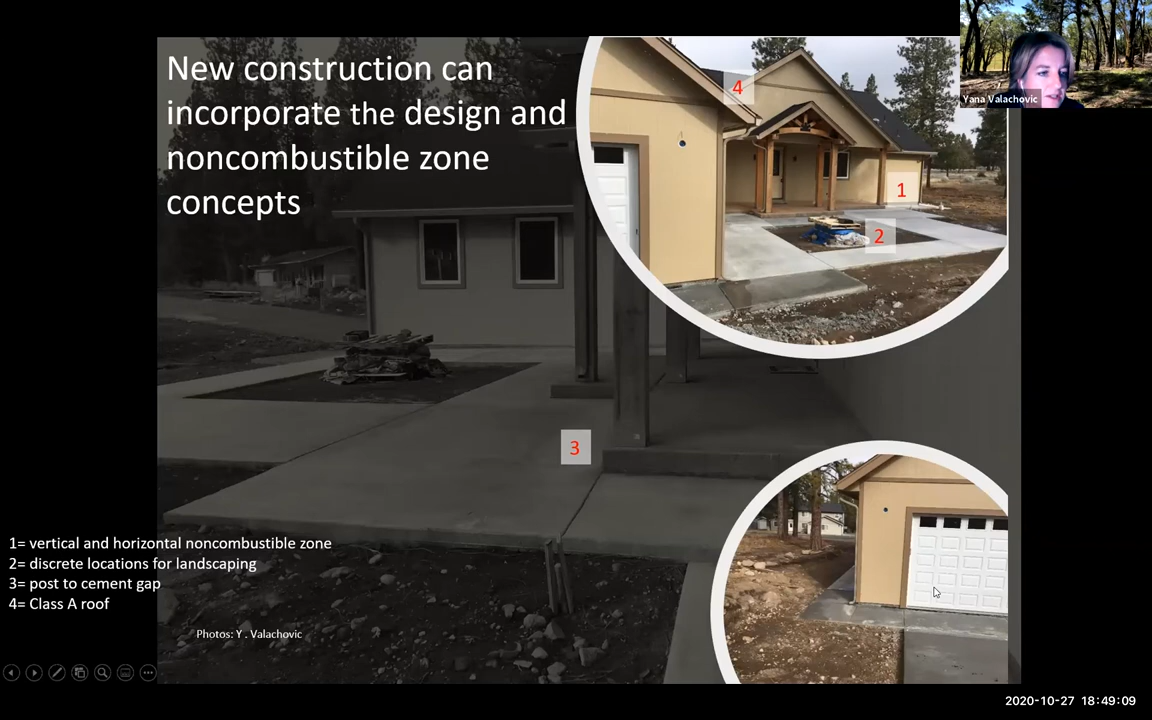 New construction can
incorporate the design and
noncombustible zone
concepts
4
Yana Valachovic
1
2
3
1= vertical and horizontal noncombustible zone
2= discrete locations for landscaping
3= post to cement gap
4= Class A roof
Photos: Y . Valachovic
2020-10-27 18:49:09